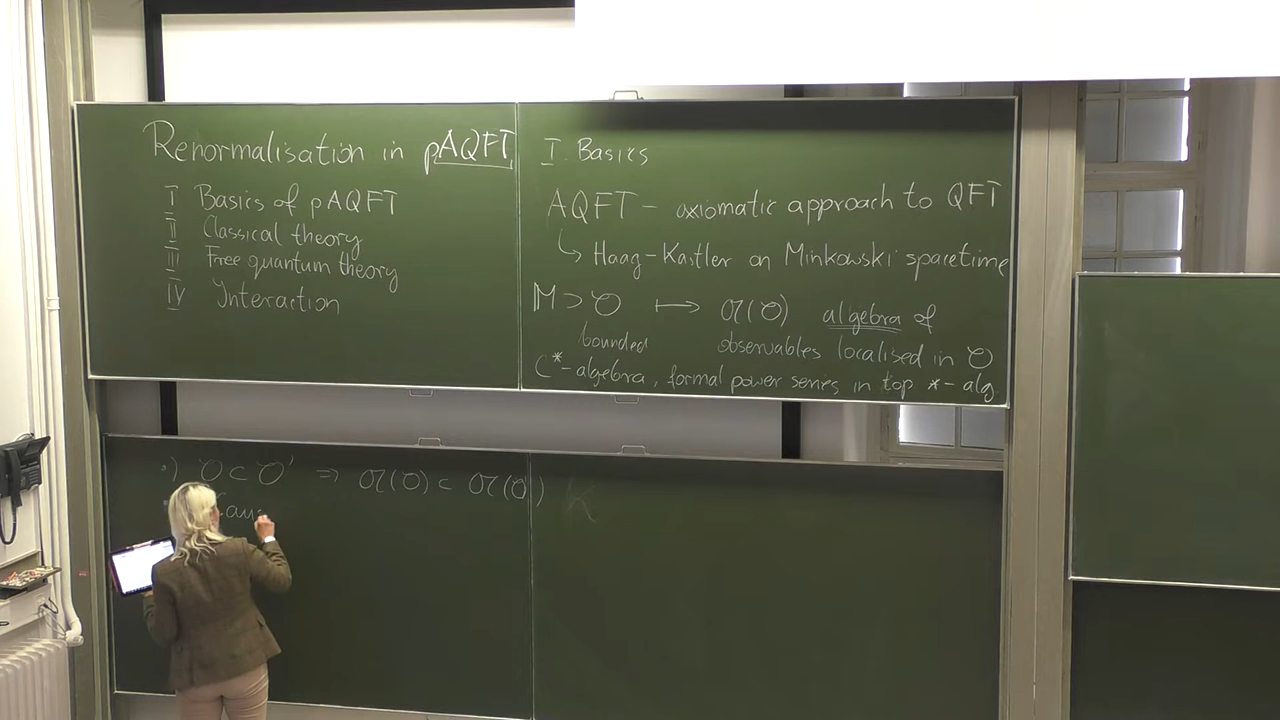 Renormalisation in pAQFT
I Basics of pAQFT
II Classical theory
III Free quantum theory
IV Interaction
I. Basics
AQFT – axiomatic approach to QFT
↳ Haag–Kastler on Minkowski spacetime
𝕄 ⊃ 𝒪 ⟼ 𝔄(𝒪) algebra of
bounded observables localised in 𝒪
C*-algebra, formal power series in top *-alg.
•) 𝒪 ⊂ 𝒪' ⇒ 𝔄(𝒪) ⊂ 𝔄(𝒪')
Caus